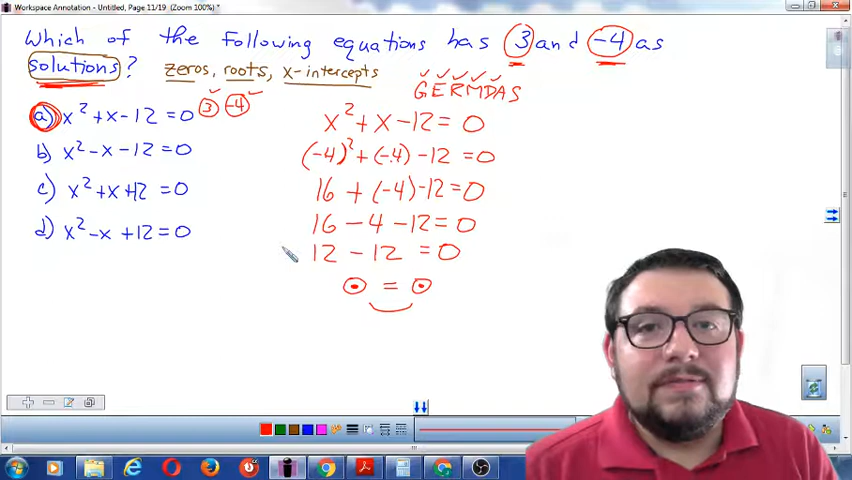 Workspace Annotation - Untitled, Page 11/19 (Zoom 100%) *
Which of the following equations has 3 and -4 as
solutions? zeros, roots, x-intercepts
GERMDAS
a) x²+x-12=0 3 -4
b) x²-x-12=0
c) x²+x+12=0
d) x²-x+12=0
x²+x-12=0
(-4)²+(-4)-12=0
16+(-4)-12=0
16-4-12=0
12-12=0
0=0